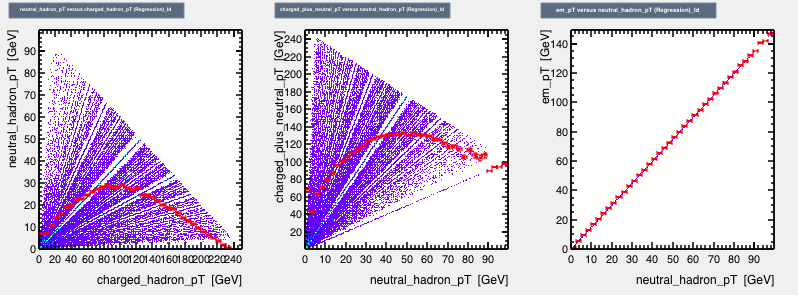 neutral_hadron_pT versus charged_hadron_pT (Regression)_Id
charged_plus_neutral_pT versus neutral_hadron_pT (Regression)_Id
em_pT versus neutral_hadron_pT (Regression)_Id
neutral_hadron_pT [GeV]
90
80
70
60
50
40
30
20
10
0
0 20 40 60 80 100 120 140 160 180 200 220 240
charged_hadron_pT [GeV]
charged_plus_neutral_pT [GeV]
240
220
200
180
160
140
120
100
80
60
40
20
0 10 20 30 40 50 60 70 80 90
neutral_hadron_pT [GeV]
em_pT [GeV]
140
120
100
80
60
40
20
0
0 10 20 30 40 50 60 70 80 90
neutral_hadron_pT [GeV]